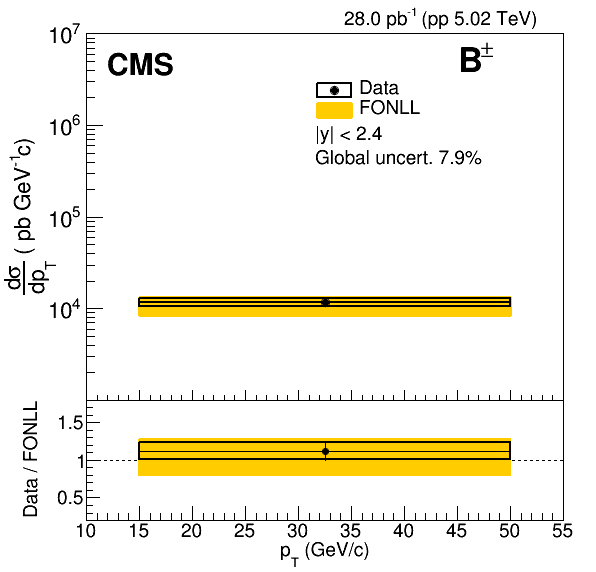 28.0 pb⁻¹ (pp 5.02 TeV)
10⁷
CMS
B±
Data
FONLL
|y| < 2.4
Global uncert. 7.9%
10⁶
10⁵
10⁴
dσ/dp_T ( pb GeV⁻¹c)
1.5
1
0.5
Data / FONLL
10 15 20 25 30 35 40 45 50 55
p_T (GeV/c)